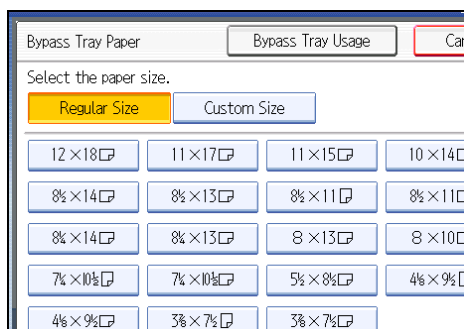 Bypass Tray Paper Bypass Tray Usage Ca
Select the paper size.
Regular Size Custom Size
12×18 11×17 11×15 10×14
8½×14 8½×13 8½×11 8½×11
8¼×14 8¼×13 8×13 8×10
7¼×10½ 7¼×10½ 5½×8½ 4⅛×9½
4⅛×9½ 3⅞×7½ 3⅞×7½